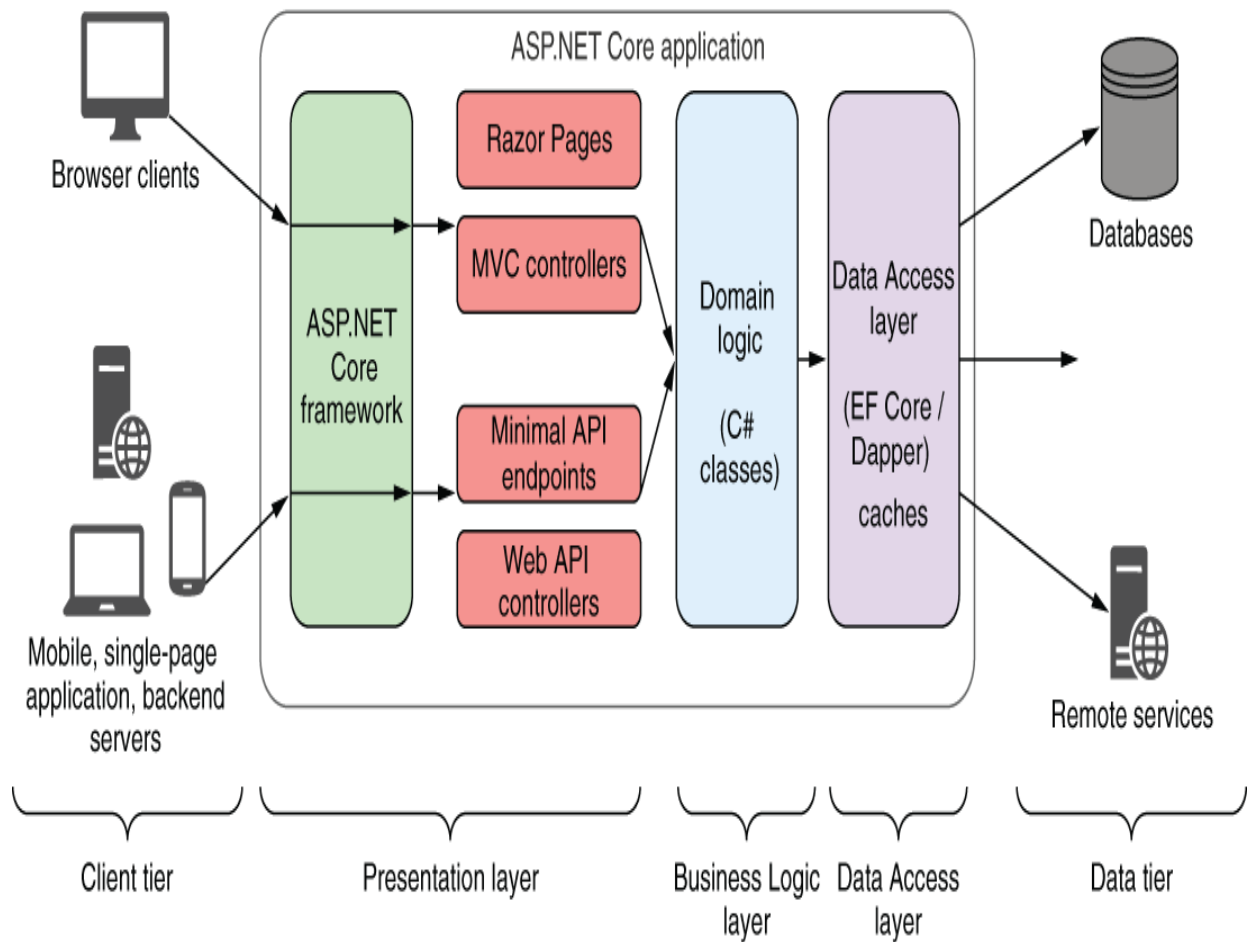 ASP.NET Core application
Browser clients
Mobile, single-page
application, backend
servers
ASP.NET
Core
framework
Razor Pages
MVC controllers
Minimal API
endpoints
Web API
controllers
Domain
logic
(C#
classes)
Data Access
layer
(EF Core /
Dapper)
caches
Databases
Remote services
Client tier
Presentation layer
Business Logic
layer
Data Access
layer
Data tier